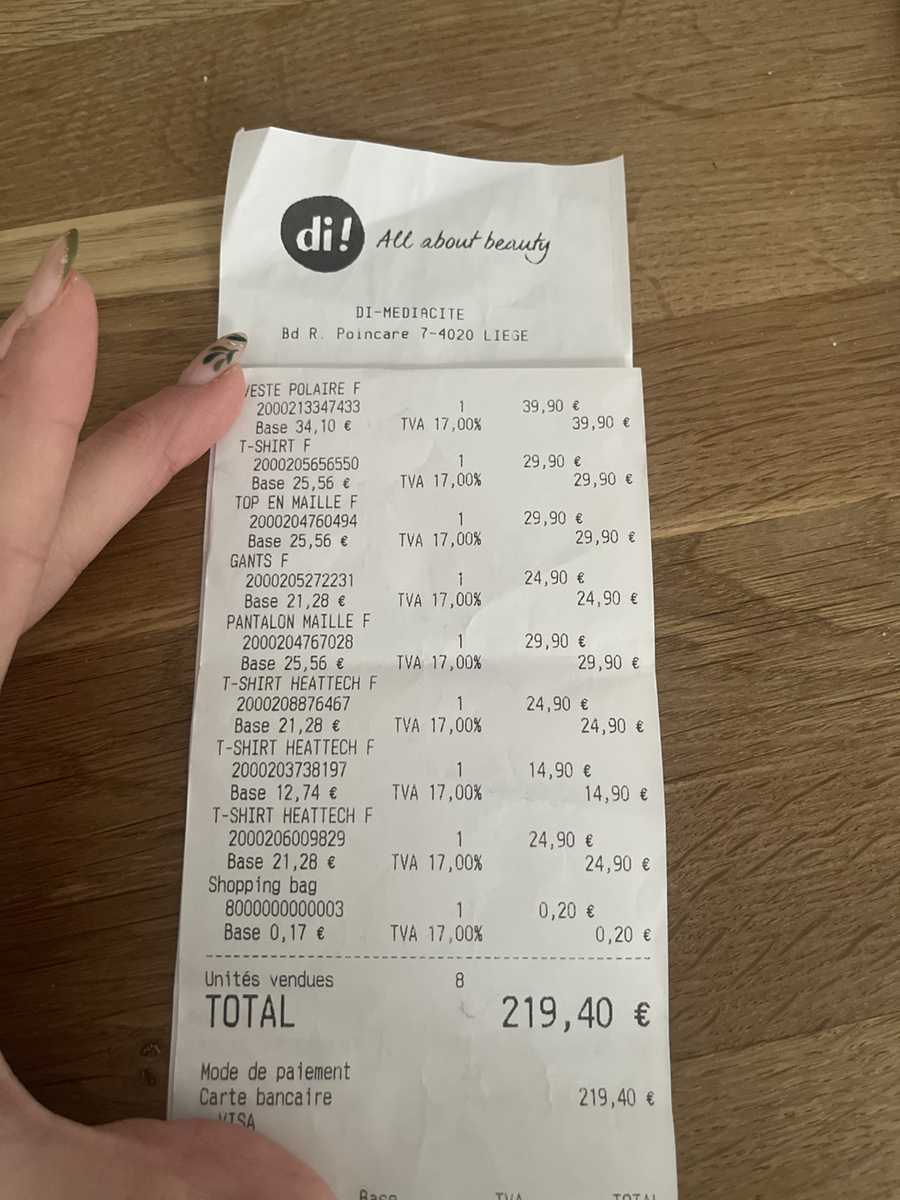 di! All about beauty
DI-MEDIACITE
Bd R. Poincare 7-4020 LIEGE
VESTE POLAIRE F
2000213347433 1 39,90 €
Base 34,10 € TVA 17,00% 39,90 €
T-SHIRT F
2000205656550 1 29,90 €
Base 25,56 € TVA 17,00% 29,90 €
TOP EN MAILLE F
2000204760494 1 29,90 €
Base 25,56 € TVA 17,00% 29,90 €
GANTS F
2000205272231 1 24,90 €
Base 21,28 € TVA 17,00% 24,90 €
PANTALON MAILLE F
2000204767028 1 29,90 €
Base 25,56 € TVA 17,00% 29,90 €
T-SHIRT HEATTECH F
2000208876467 1 24,90 €
Base 21,28 € TVA 17,00% 24,90 €
T-SHIRT HEATTECH F
2000203738197 1 14,90 €
Base 12,74 € TVA 17,00% 14,90 €
T-SHIRT HEATTECH F
2000206009829 1 24,90 €
Base 21,28 € TVA 17,00% 24,90 €
Shopping bag
8000000000003 1 0,20 €
Base 0,17 € TVA 17,00% 0,20 €
Unités vendues 8
TOTAL 219,40 €
Mode de paiement
Carte bancaire 219,40 €
VISA
Base TVA TOTAL